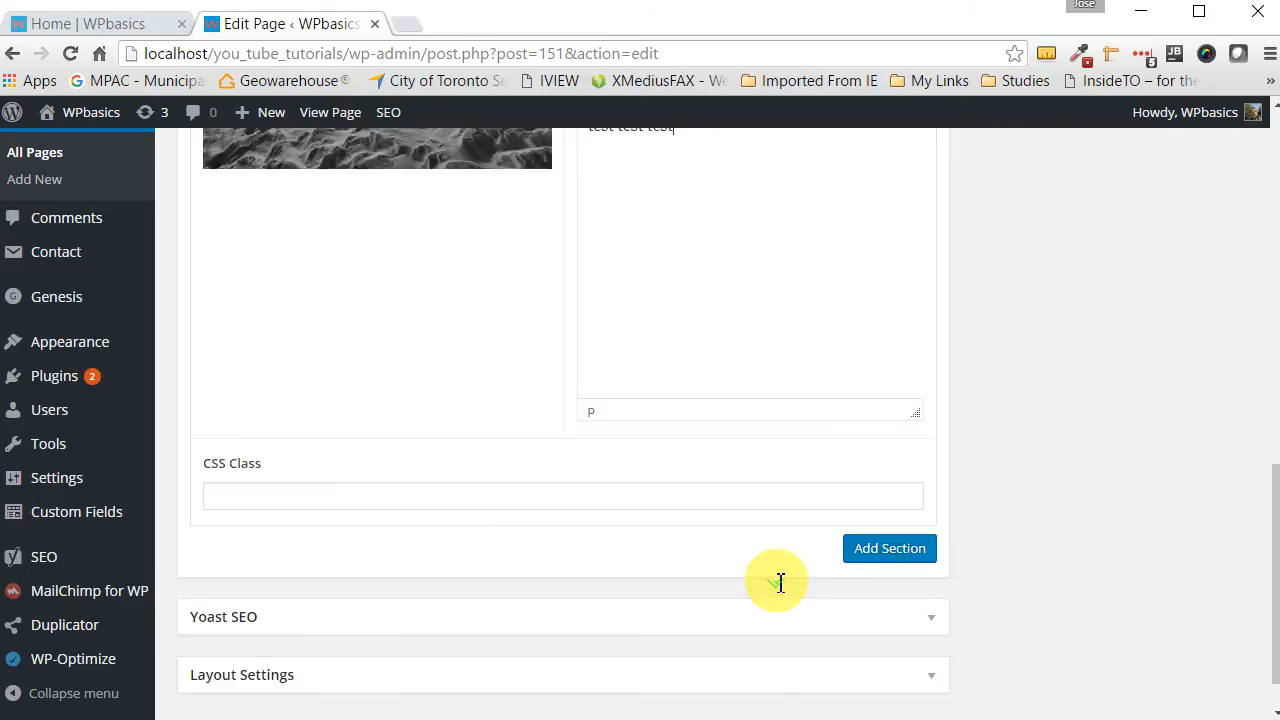 Jose
Home | WPbasics
Edit Page ‹ WPbasics
localhost/you_tube_tutorials/wp-admin/post.php?post=151&action=edit
Apps
MPAC - Municipa
Geowarehouse®
City of Toronto Se
IVIEW
XMediusFAX - We
Imported From IE
My Links
Studies
InsideTO – for the
WPbasics
3
0
New
View Page
SEO
Howdy, WPbasics
All Pages
Add New
Comments
Contact
Genesis
Appearance
Plugins 2
Users
Tools
Settings
Custom Fields
SEO
MailChimp for WP
Duplicator
WP-Optimize
Collapse menu
test test test
p
CSS Class
Add Section
Yoast SEO
Layout Settings